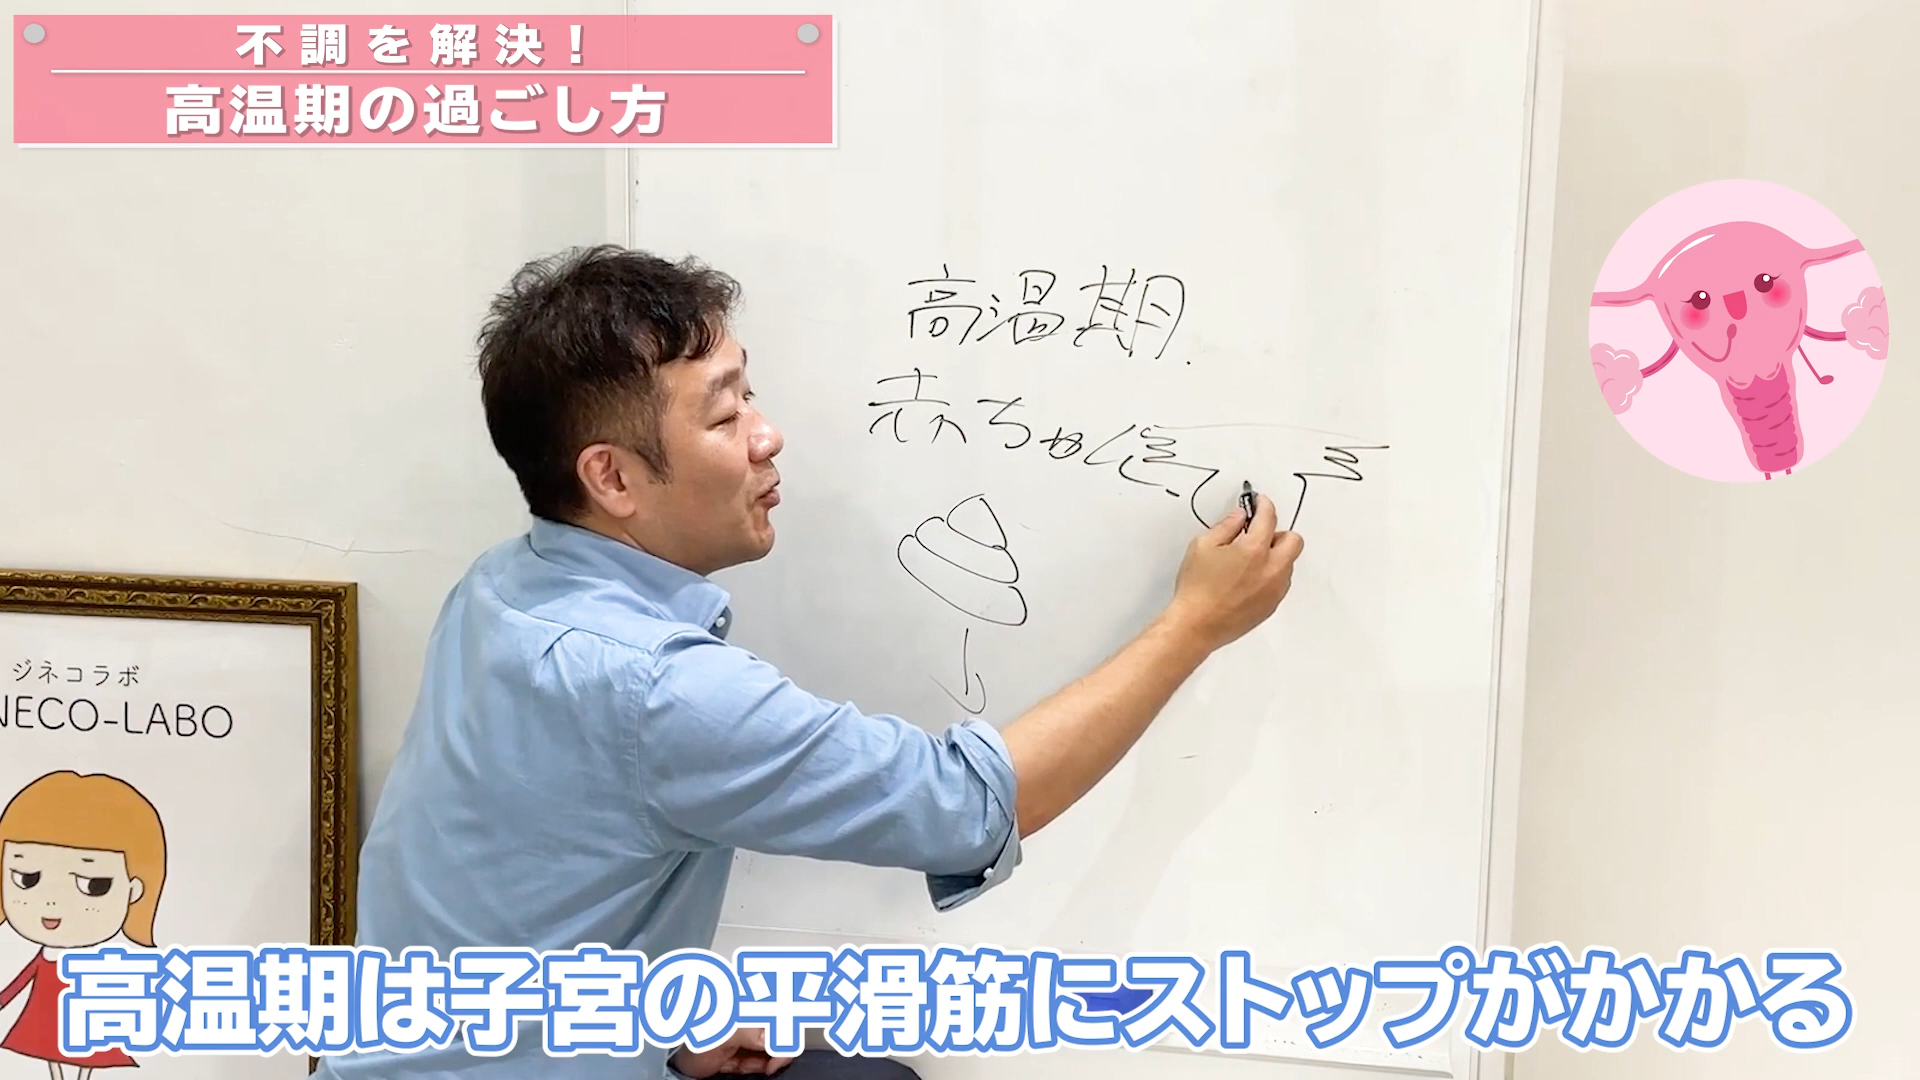 不調を解決！
高温期の過ごし方
高温期.
赤ちゃん
ジネコラボ
NECO-LABO
高温期は子宮の平滑筋にストップがかかる